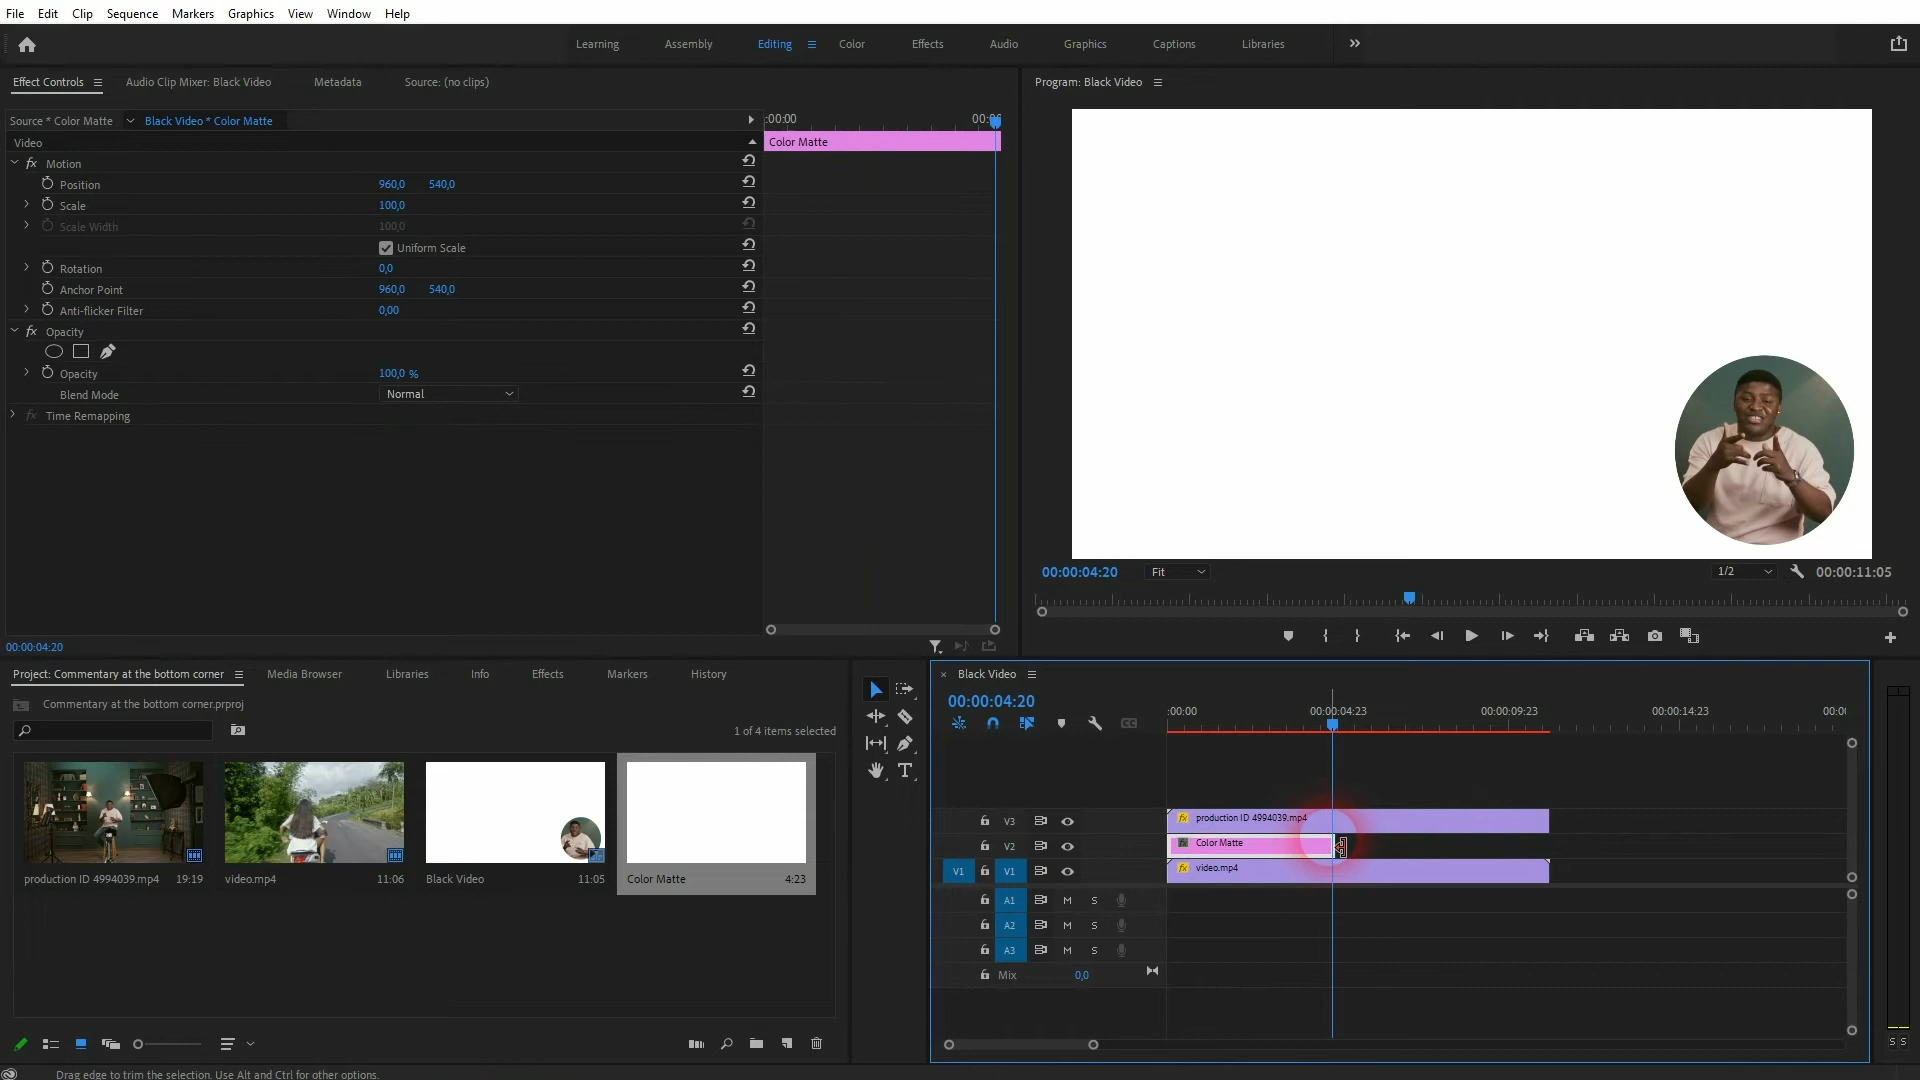 File Edit Clip Sequence Markers Graphics View Window Help
Learning Assembly Editing Color Effects Audio Graphics Captions Libraries
Effect Controls Audio Clip Mixer: Black Video Metadata Source: (no clips)
Program: Black Video
Source * Color Matte Black Video * Color Matte
:00:00
Video
Color Matte
fx Motion
Position 960,0 540,0
Scale 100,0
Scale Width 100,0
Uniform Scale
Rotation 0,0
Anchor Point 960,0 540,0
Anti-flicker Filter 0,00
fx Opacity
Opacity 100,0 %
Blend Mode Normal
fx Time Remapping
00:00:04:20 Fit 1/2 00:00:11:05
00:00:04:20
Project: Commentary at the bottom corner Media Browser Libraries Info Effects Markers History
Commentary at the bottom corner.prproj
1 of 4 items selected
production ID 4994039.mp4 19:19
video.mp4 11:06
Black Video 11:05
Color Matte 4:23
Black Video
00:00:04:20
:00:00 00:00:04:23 00:00:09:23 00:00:14:23
V3 fx production ID 4994039.mp4
V2 fx Color Matte
V1 V1 fx video.mp4
A1 M S
A2 M S
A3 M S
Mix 0,0
S S
Drag edge to trim the selection. Use Alt and Ctrl for other options.